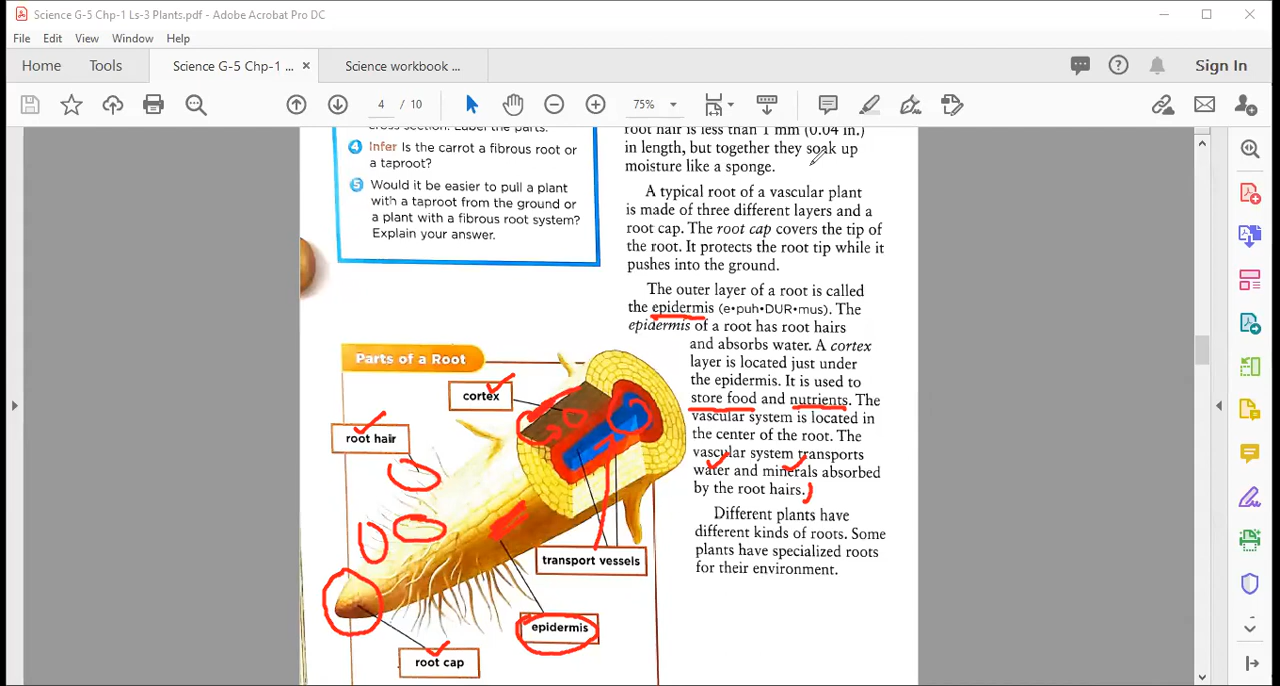 Science G-5 Chp-1 Ls-3 Plants.pdf - Adobe Acrobat Pro DC
File Edit View Window Help
Home Tools Science G-5 Chp-1 ... × Science workbook ... Sign In
4 / 10 75%
cross section. Label the parts.
4 Infer Is the carrot a fibrous root or
a taproot?
5 Would it be easier to pull a plant
with a taproot from the ground or
a plant with a fibrous root system?
Explain your answer.
root hair is less than 1 mm (0.04 in.)
in length, but together they soak up
moisture like a sponge.
A typical root of a vascular plant
is made of three different layers and a
root cap. The root cap covers the tip of
the root. It protects the root tip while it
pushes into the ground.
The outer layer of a root is called
the epidermis (e•puh•DUR•mus). The
epidermis of a root has root hairs
and absorbs water. A cortex
layer is located just under
the epidermis. It is used to
store food and nutrients. The
vascular system is located in
the center of the root. The
vascular system transports
water and minerals absorbed
by the root hairs.
Different plants have
different kinds of roots. Some
plants have specialized roots
for their environment.
Parts of a Root
cortex
root hair
transport vessels
epidermis
root cap